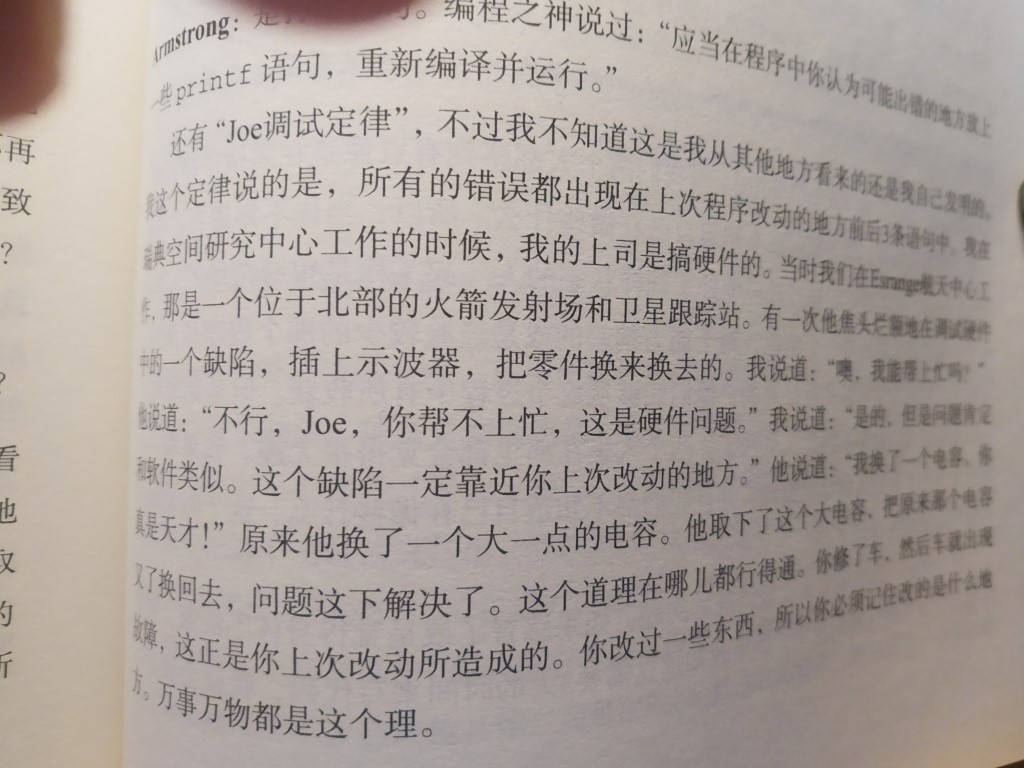 Armstrong: 是 。编程之神说过：“应当在程序中你认为可能出错的地方放上
一些printf 语句，重新编译并运行。”
还有 “Joe调试定律”，不过我不知道这是我从其他地方看来的还是我自己发明的。
我这个定律说的是，所有的错误都出现在上次程序改动的地方前后3条语句中。我在
瑞典空间研究中心工作的时候，我的上司是搞硬件的。当时我们在Esrange航天中心工
作，那是一个位于北部的火箭发射场和卫星跟踪站。有一次他焦头烂额地在调试硬件
中的一个缺陷，插上示波器，把零件换来换去的。我说道：“噢，我能帮上忙吗？”
他说道：“不行，Joe，你帮不上忙，这是硬件问题。”我说道：“是的，但是问题肯定
和软件类似。这个缺陷一定靠近你上次改动的地方。”他说道：“我换了一个电容。你
真是天才！”原来他换了一个大一点的电容。他取下了这个大电容，把原来那个电容
又了换回去，问题这下解决了。这个道理在哪儿都行得通。你修了车，然后车就出现
故障，这正是你上次改动所造成的。你改过一些东西，所以你必须记住改的是什么地
方。万事万物都是这个理。
再
致
？
？
看
他
取
的
所